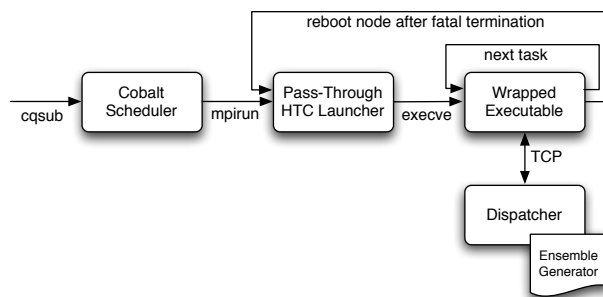 reboot node after fatal termination
next task
Cobalt
Scheduler
Pass-Through
HTC Launcher
Wrapped
Executable
cqsub
mpirun
execve
TCP
Dispatcher
Ensemble
Generator